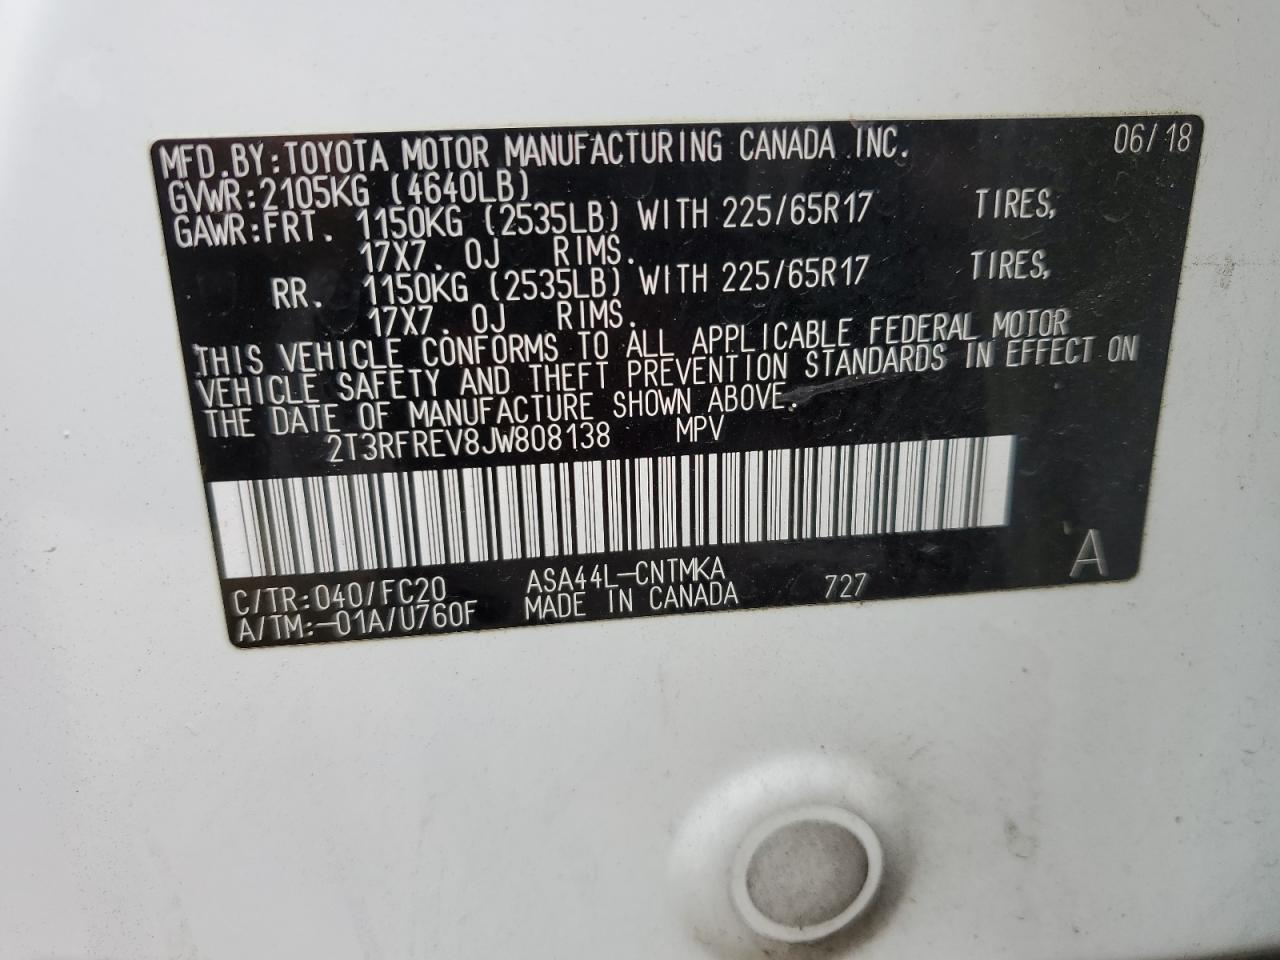 MFD.BY:TOYOTA MOTOR MANUFACTURING CANADA INC. 06/18
GVWR:2105KG (4640LB)
GAWR:FRT. 1150KG (2535LB) WITH 225/65R17 TIRES,
17X7.0J RIMS.
RR. 1150KG (2535LB) WITH 225/65R17 TIRES,
17X7.0J RIMS.
THIS VEHICLE CONFORMS TO ALL APPLICABLE FEDERAL MOTOR
VEHICLE SAFETY AND THEFT PREVENTION STANDARDS IN EFFECT ON
THE DATE OF MANUFACTURE SHOWN ABOVE.
2T3RFREV8JW808138 MPV
C/TR:040/FC20 ASA44L-CNTMKA A
A/TM:-01A/U760F MADE IN CANADA 727